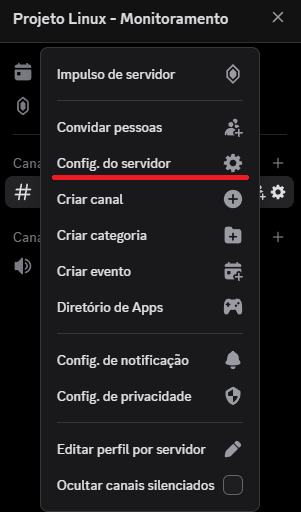 Projeto Linux - Monitoramento
Impulso de servidor
Convidar pessoas
Cana
Config. do servidor
Criar canal
Cana
Criar categoria
Criar evento
Diretório de Apps
Config. de notificação
Config. de privacidade
Editar perfil por servidor
Ocultar canais silenciados